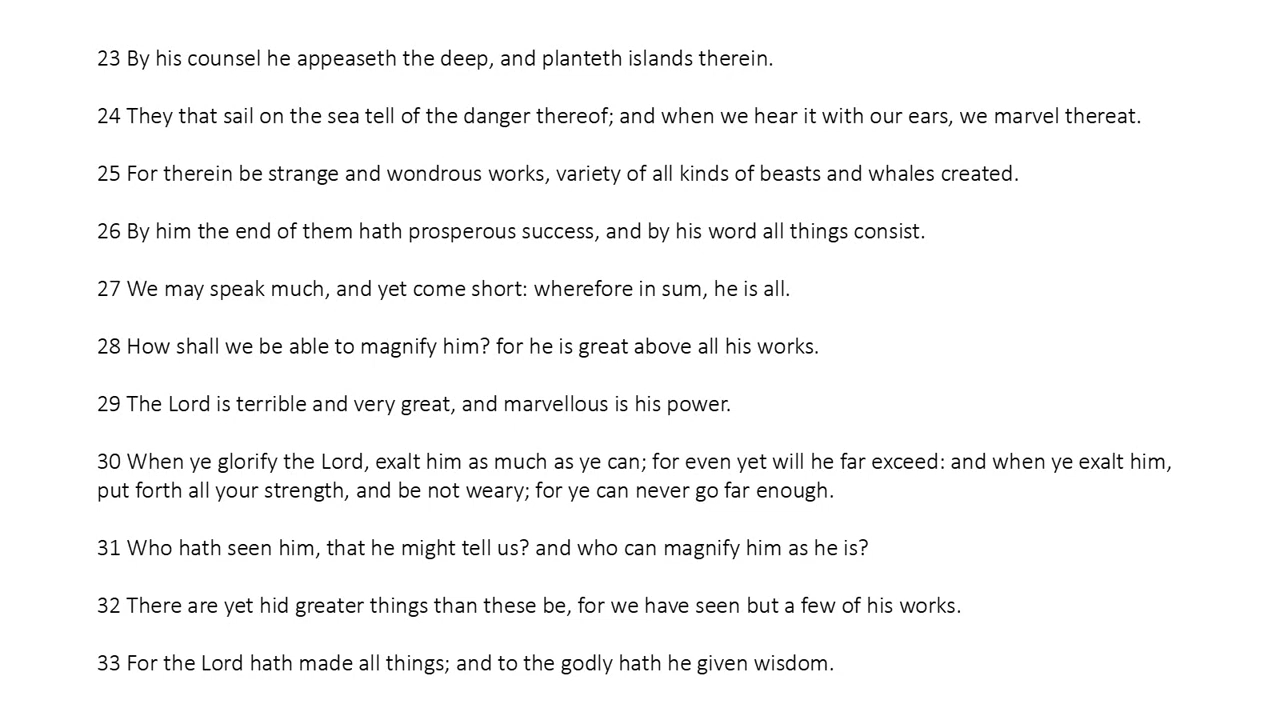 23 By his counsel he appeaseth the deep, and planteth islands therein.
24 They that sail on the sea tell of the danger thereof; and when we hear it with our ears, we marvel thereat.
25 For therein be strange and wondrous works, variety of all kinds of beasts and whales created.
26 By him the end of them hath prosperous success, and by his word all things consist.
27 We may speak much, and yet come short: wherefore in sum, he is all.
28 How shall we be able to magnify him? for he is great above all his works.
29 The Lord is terrible and very great, and marvellous is his power.
30 When ye glorify the Lord, exalt him as much as ye can; for even yet will he far exceed: and when ye exalt him,
put forth all your strength, and be not weary; for ye can never go far enough.
31 Who hath seen him, that he might tell us? and who can magnify him as he is?
32 There are yet hid greater things than these be, for we have seen but a few of his works.
33 For the Lord hath made all things; and to the godly hath he given wisdom.